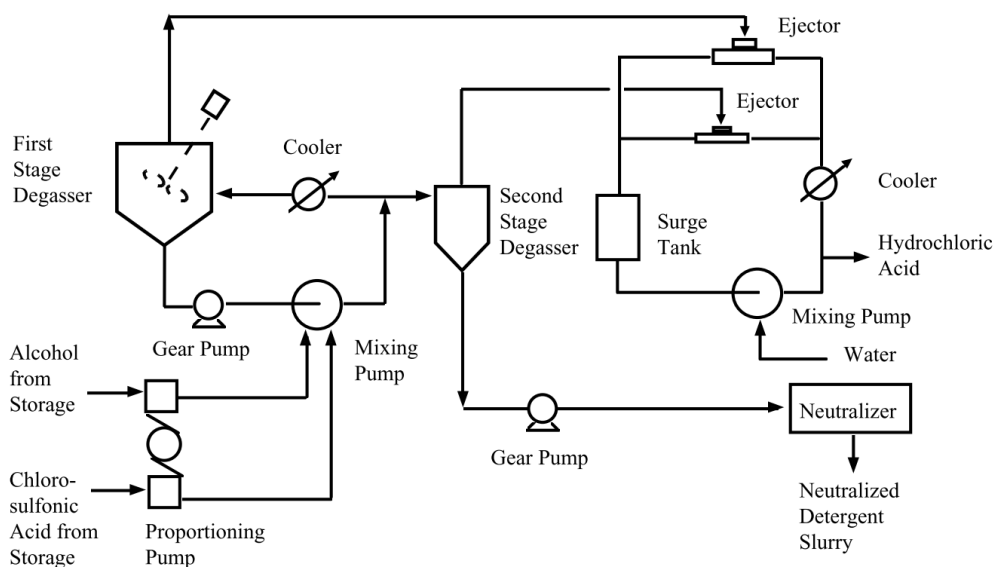 Ejector
Ejector
First
Stage
Degasser
Cooler
Second
Stage
Degasser
Surge
Tank
Cooler
Hydrochloric
Acid
Mixing Pump
Water
Gear Pump
Mixing
Pump
Alcohol
from
Storage
Neutralizer
Gear Pump
Chloro-
sulfonic
Acid from
Storage
Proportioning
Pump
Neutralized
Detergent
Slurry